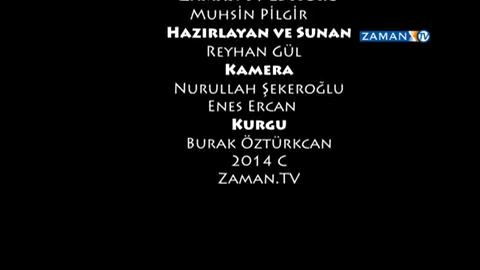 Muhsin Pilgir
Hazırlayan ve Sunan
ZAMAN TV
Reyhan Gül
Kamera
Nurullah Şekeroğlu
Enes Ercan
Kurgu
Burak Öztürkcan
2014 C
Zaman.TV